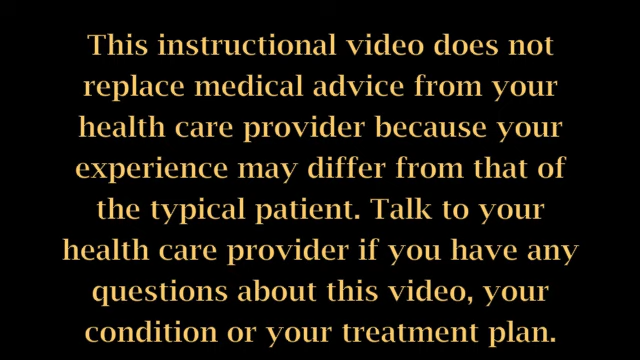 This instructional video does not
replace medical advice from your
health care provider because your
experience may differ from that of
the typical patient. Talk to your
health care provider if you have any
questions about this video, your
condition or your treatment plan.